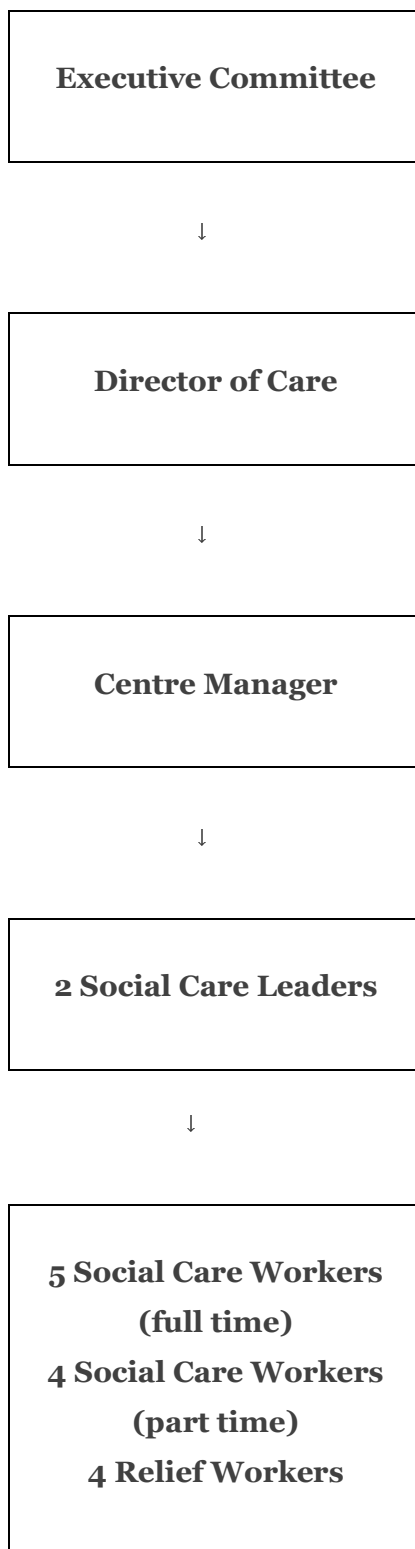 Executive Committee
↓
Director of Care
↓
Centre Manager
↓
2 Social Care Leaders
↓
5 Social Care Workers
(full time)
4 Social Care Workers
(part time)
4 Relief Workers